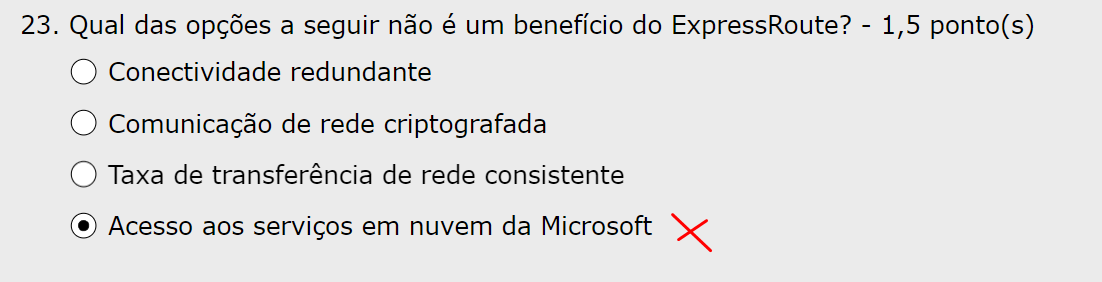 23. Qual das opções a seguir não é um benefício do ExpressRoute? - 1,5 ponto(s)
Conectividade redundante
Comunicação de rede criptografada
Taxa de transferência de rede consistente
Acesso aos serviços em nuvem da Microsoft